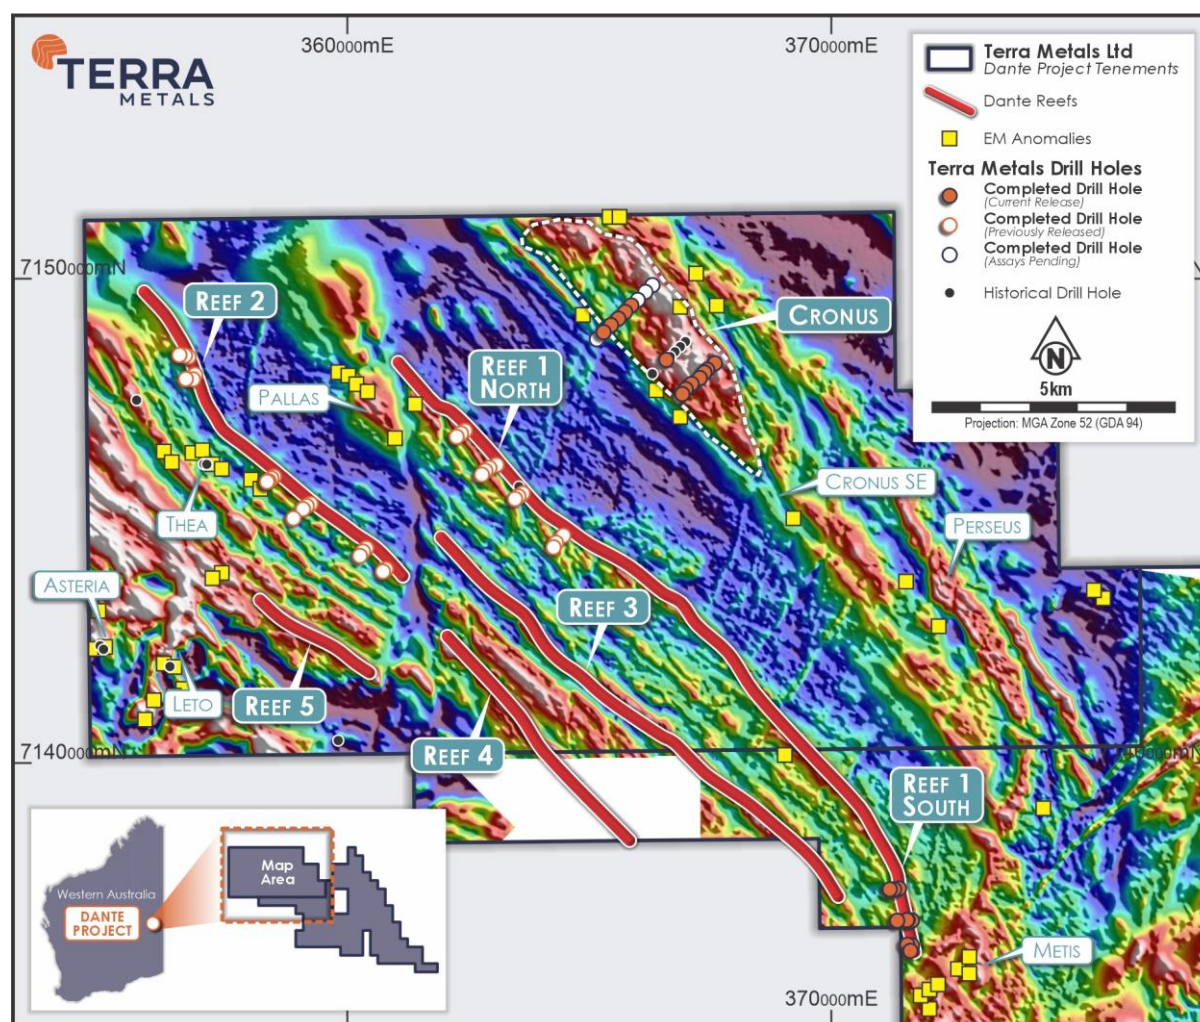 TERRA
METALS
360000mE
370000mE
Terra Metals Ltd
Dante Project Tenements
Dante Reefs
EM Anomalies
Terra Metals Drill Holes
Completed Drill Hole
(Current Release)
Completed Drill Hole
(Previously Released)
Completed Drill Hole
(Assays Pending)
Historical Drill Hole
N
5km
Projection: MGA Zone 52 (GDA 94)
7150000mN
REEF 2
CRONUS
REEF 1
NORTH
PALLAS
CRONUS SE
THEA
PERSEUS
ASTERIA
REEF 3
LETO
REEF 5
REEF 4
7140000mN
REEF 1
SOUTH
METIS
Map
Area
Western Australia
DANTE
PROJECT
370000mE